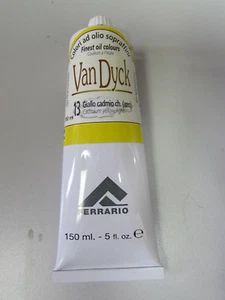 Colori ad olio sopraffini
Finest oil colours
Van Dyck
13 Giallo cadmio ch.
FERRARIO
150 ml. - 5 fl. oz. e